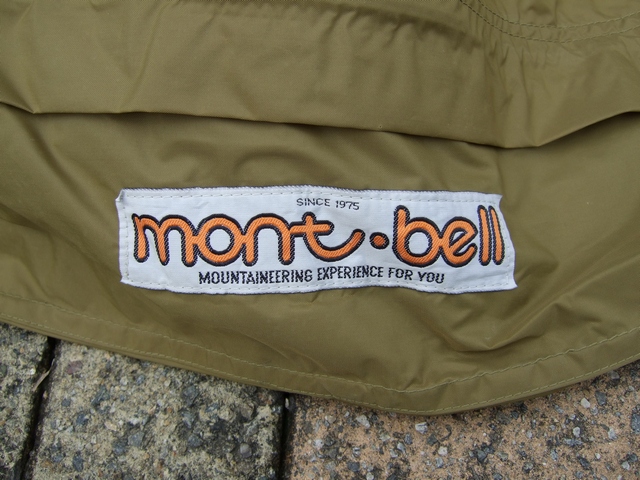 SINCE 1975
mont•bell
MOUNTAINEERING EXPERIENCE FOR YOU